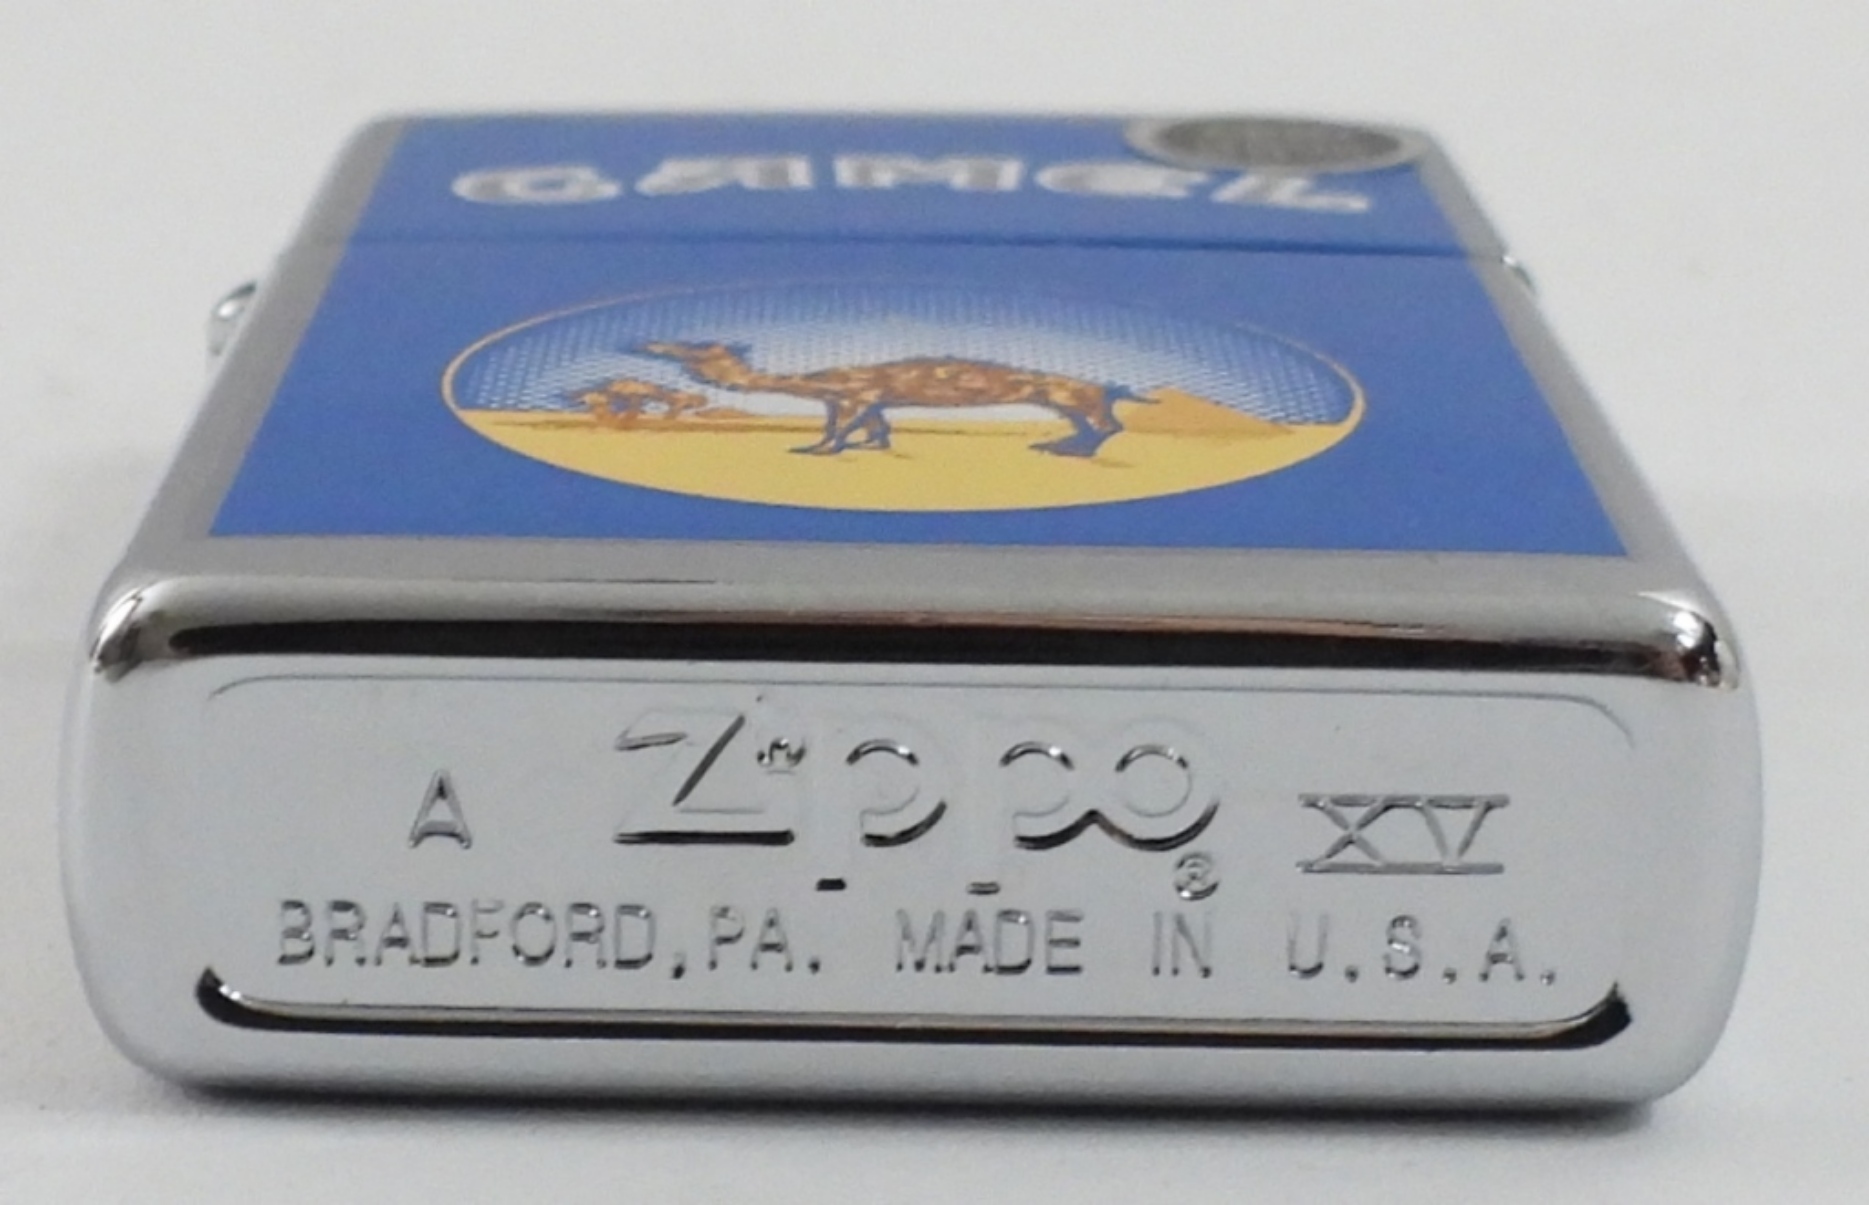 CAMEL
A Zippo ® XV
BRADFORD, PA. MADE IN U.S.A.